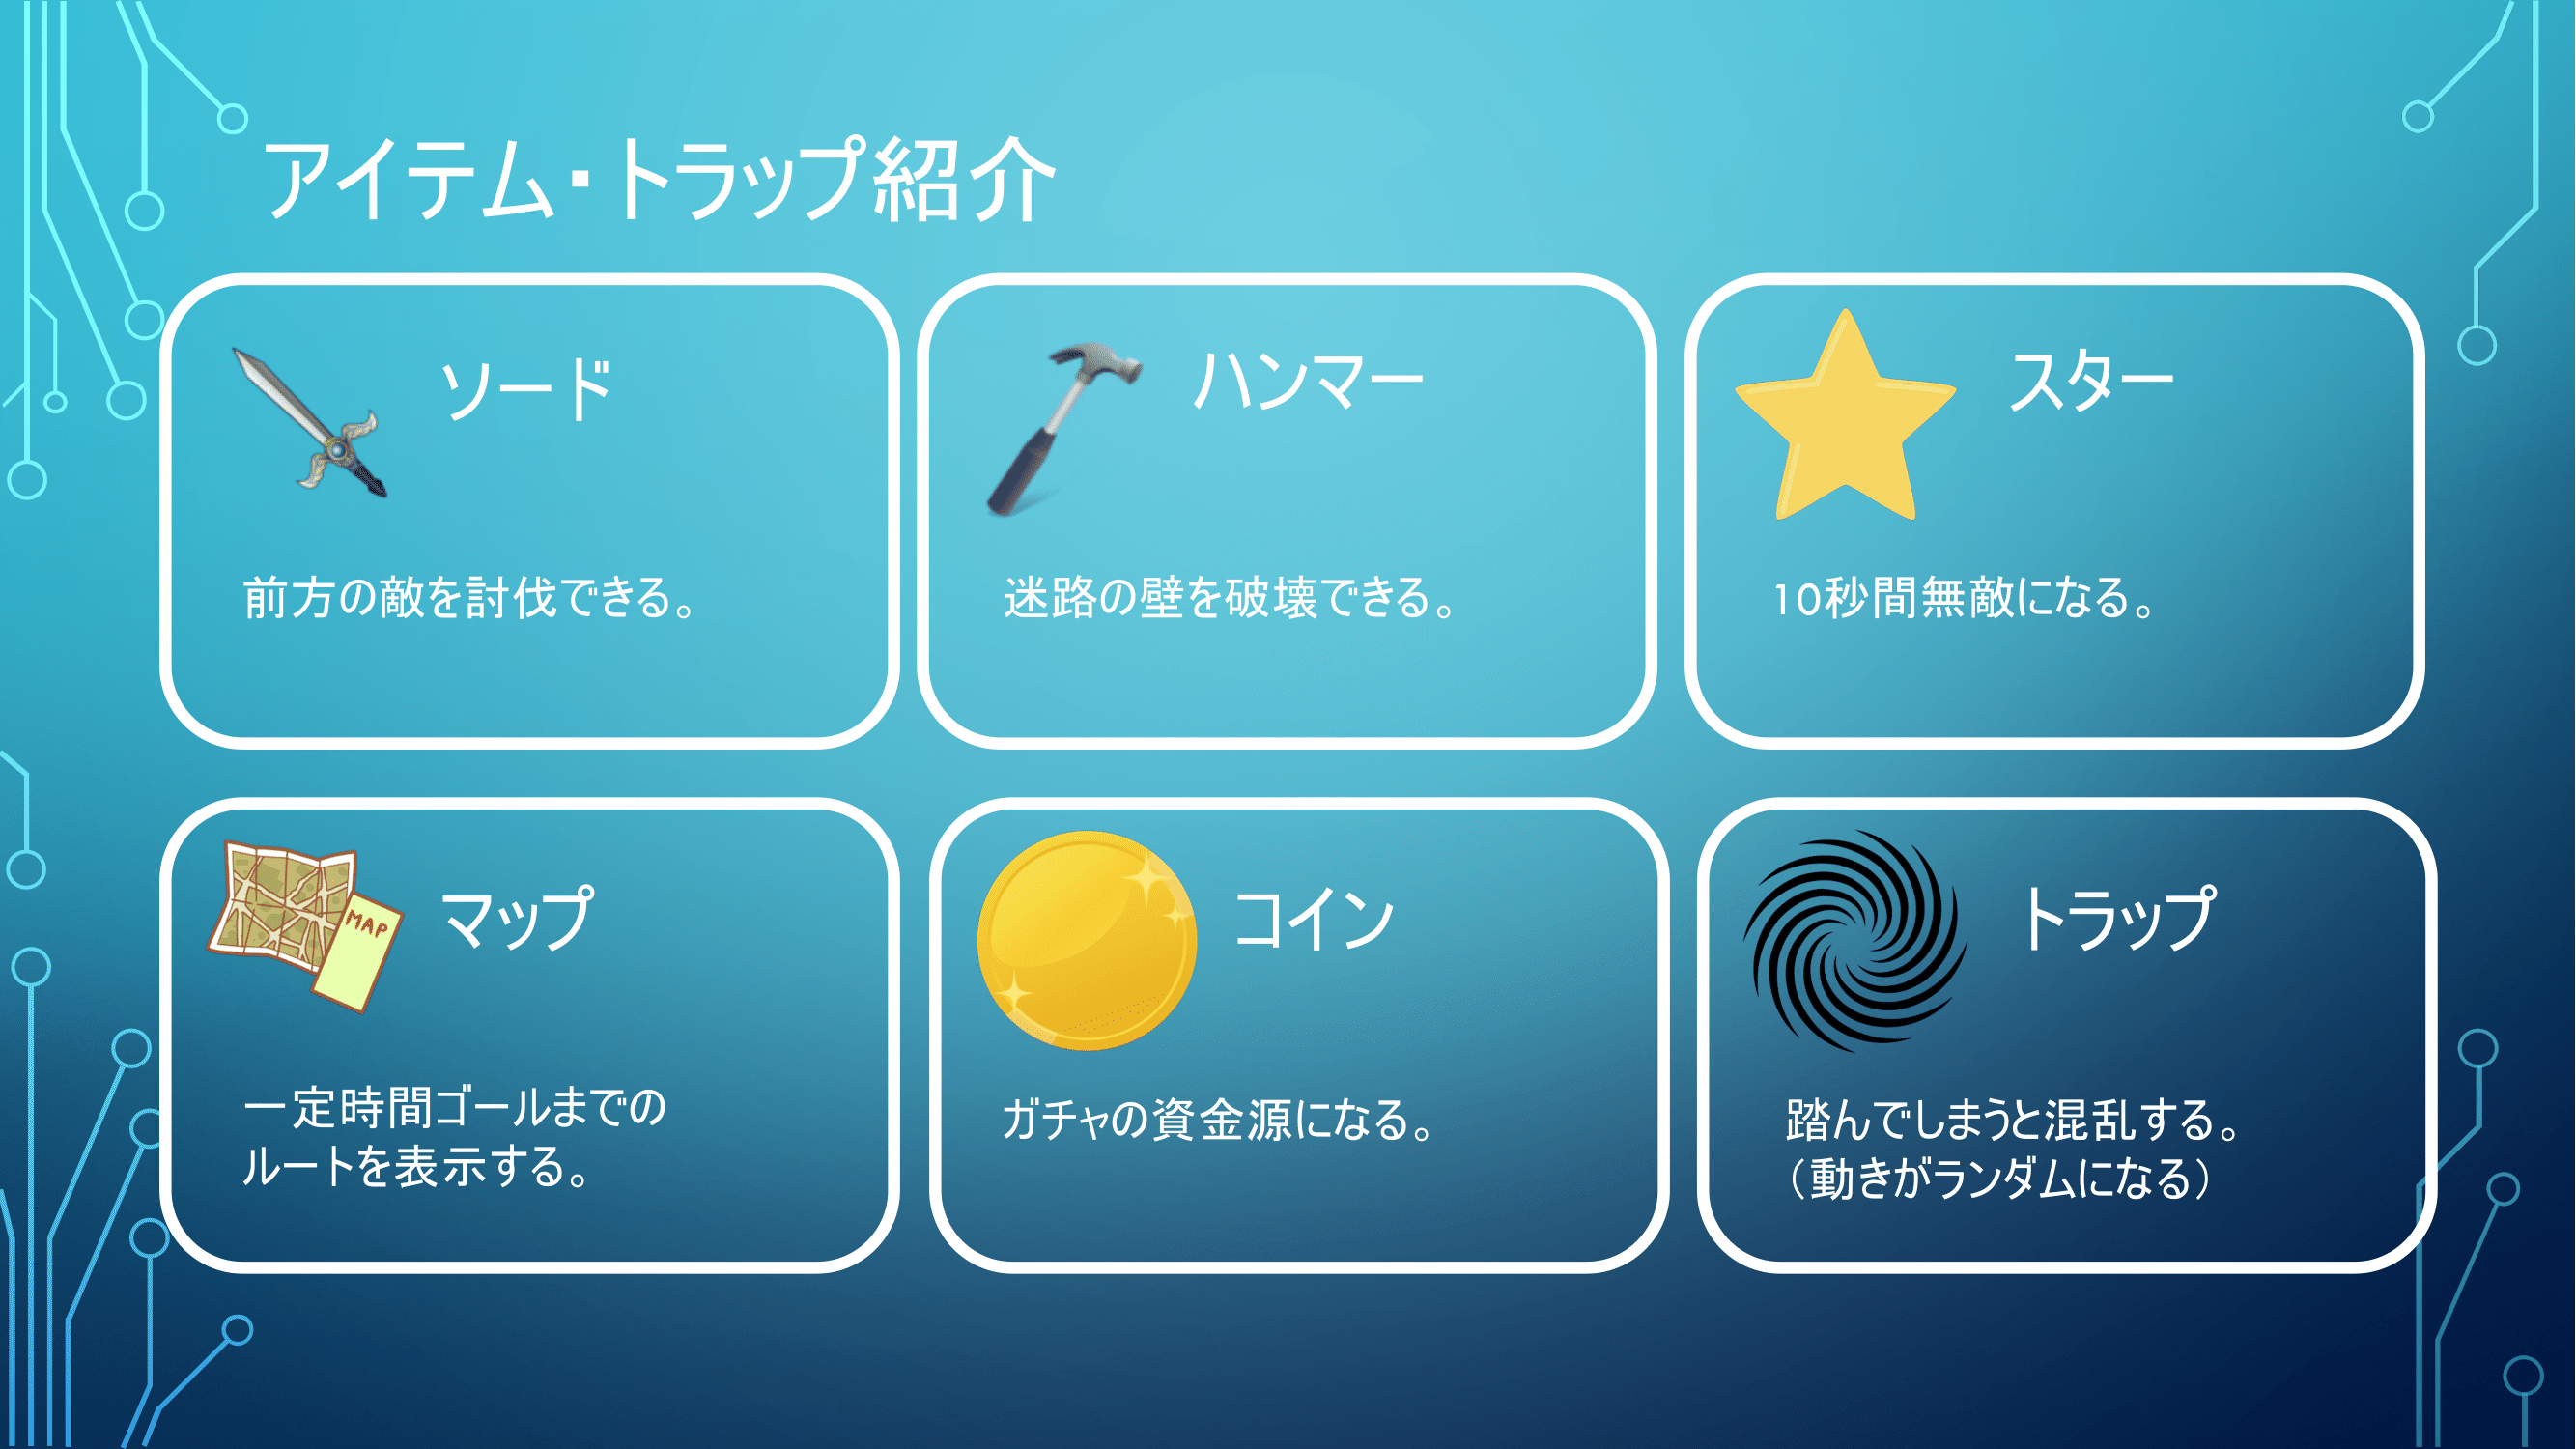 アイテム・トラップ紹介
ソード
前方の敵を討伐できる。
ハンマー
迷路の壁を破壊できる。
スター
10秒間無敵になる。
マップ
MAP
一定時間ゴールまでの
ルートを表示する。
コイン
ガチャの資金源になる。
トラップ
踏んでしまうと混乱する。
（動きがランダムになる）